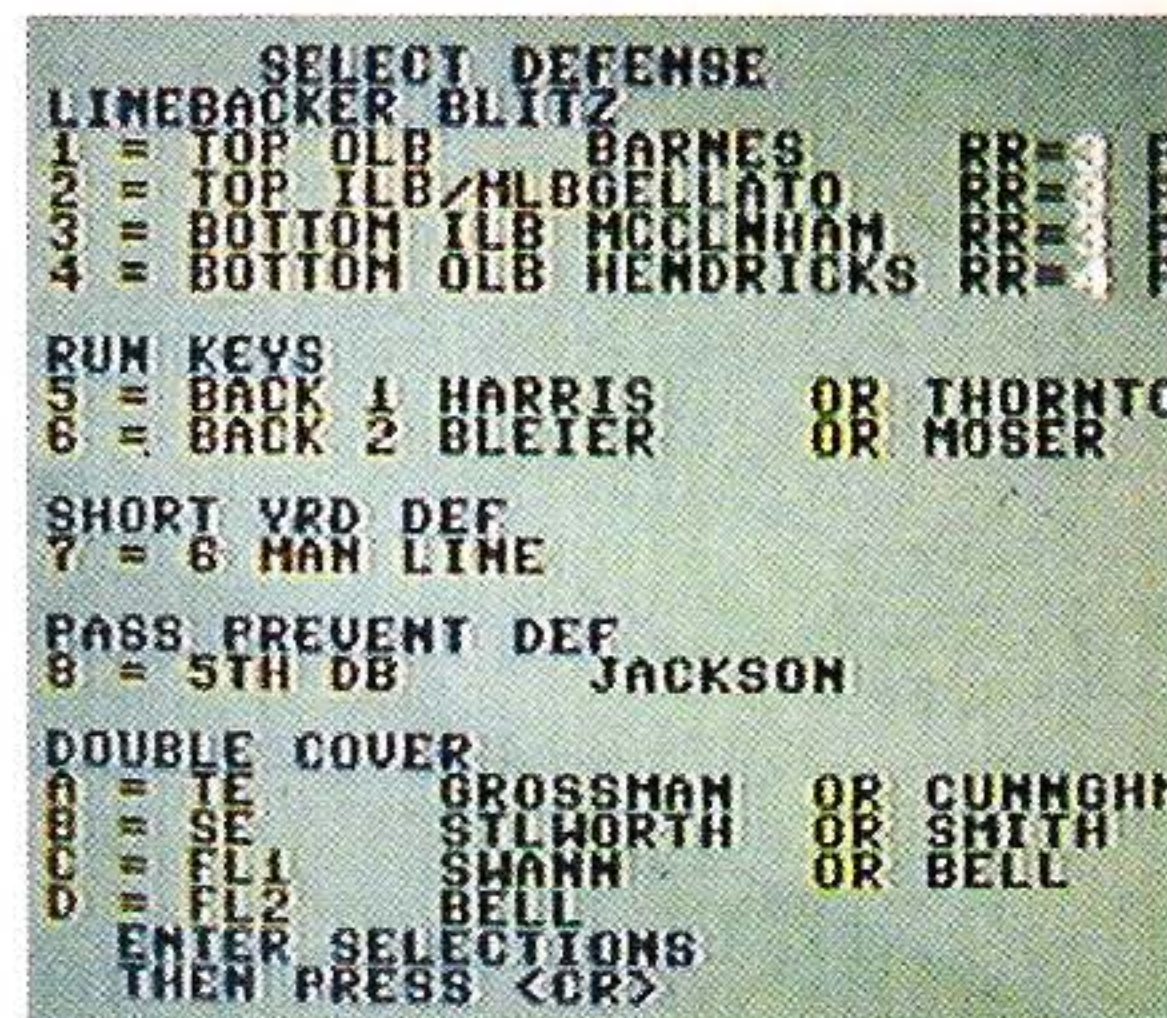 SELECT DEFENSE
LINEBACKER BLITZ
1 = TOP OLB BARNES RR=
2 = TOP ILB/MLBGELLATO RR=
3 = BOTTOM ILB MCCLNHAM RR=
4 = BOTTOM OLB HENDRICKS RR=
RUN KEYS
5 = BACK 1 HARRIS OR THORNTO
6 = BACK 2 BLEIER OR MOSER
SHORT YRD DEF
7 = 6 MAN LINE
PASS PREVENT DEF
8 = 5TH DB JACKSON
DOUBLE COVER
A = TE GROSSMAN OR CUNNGHM
B = SE STLWORTH OR SMITH
C = FL1 SWANN OR BELL
D = FL2 BELL
ENTER SELECTIONS
THEN PRESS <CR>